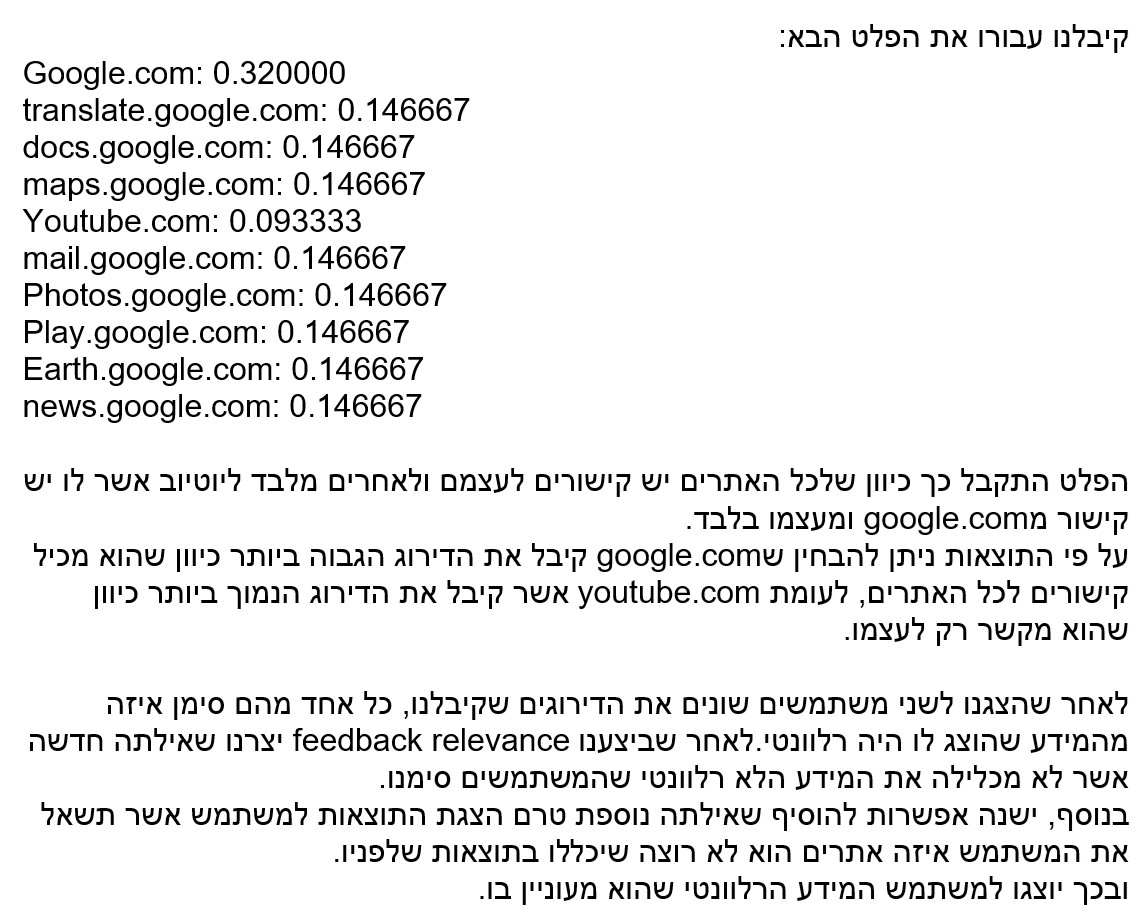 קיבלנו עבורו את הפלט הבא:
Google.com: 0.320000
translate.google.com: 0.146667
docs.google.com: 0.146667
maps.google.com: 0.146667
Youtube.com: 0.093333
mail.google.com: 0.146667
Photos.google.com: 0.146667
Play.google.com: 0.146667
Earth.google.com: 0.146667
news.google.com: 0.146667
הפלט התקבל כך כיוון שלכל האתרים יש קישורים לעצמם ולאחרים מלבד ליוטיוב אשר לו יש
קישור מgoogle.com ומעצמו בלבד.
על פי התוצאות ניתן להבחין שgoogle.com קיבל את הדירוג הגבוה ביותר כיוון שהוא מכיל
קישורים לכל האתרים, לעומת youtube.com אשר קיבל את הדירוג הנמוך ביותר כיוון
שהוא מקשר רק לעצמו.
לאחר שהצגנו לשני משתמשים שונים את הדירוגים שקיבלנו, כל אחד מהם סימן איזה
מהמידע שהוצג לו היה רלוונטי.לאחר שביצענו feedback relevance יצרנו שאילתה חדשה
אשר לא מכלילה את המידע הלא רלוונטי שהמשתמשים סימנו.
בנוסף, ישנה אפשרות להוסיף שאילתה נוספת טרם הצגת התוצאות למשתמש אשר תשאל
את המשתמש איזה אתרים הוא לא רוצה שיכללו בתוצאות שלפניו.
ובכך יוצגו למשתמש המידע הרלוונטי שהוא מעוניין בו.